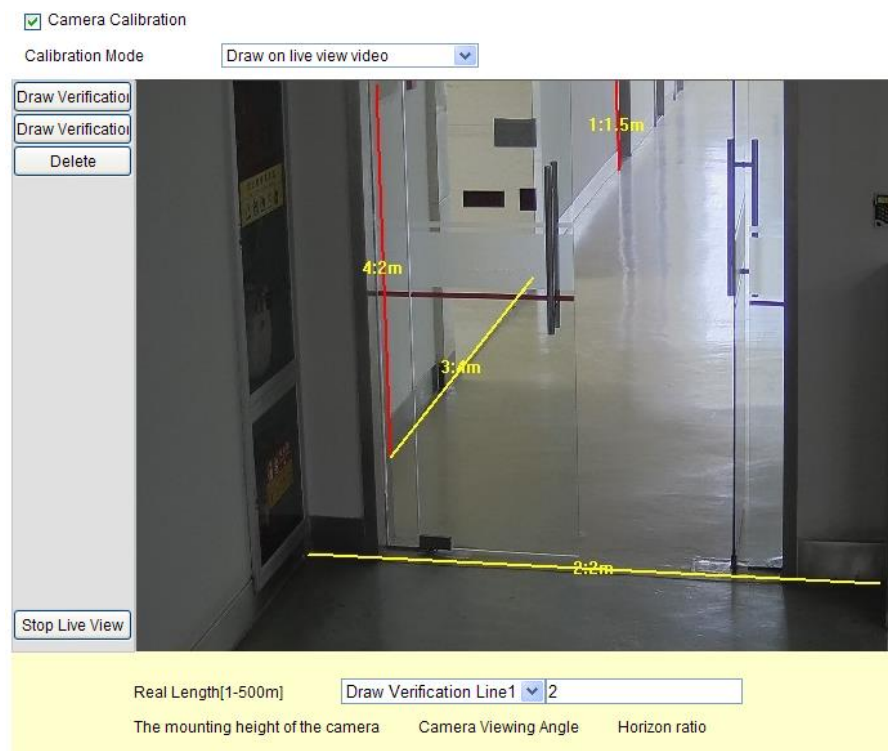 Camera Calibration
Calibration Mode Draw on live view video
Draw Verification
Draw Verification
Delete
1:1.5m
4:2m
3:4m
2:2m
Stop Live View
Real Length[1-500m] Draw Verification Line1 2
The mounting height of the camera Camera Viewing Angle Horizon ratio